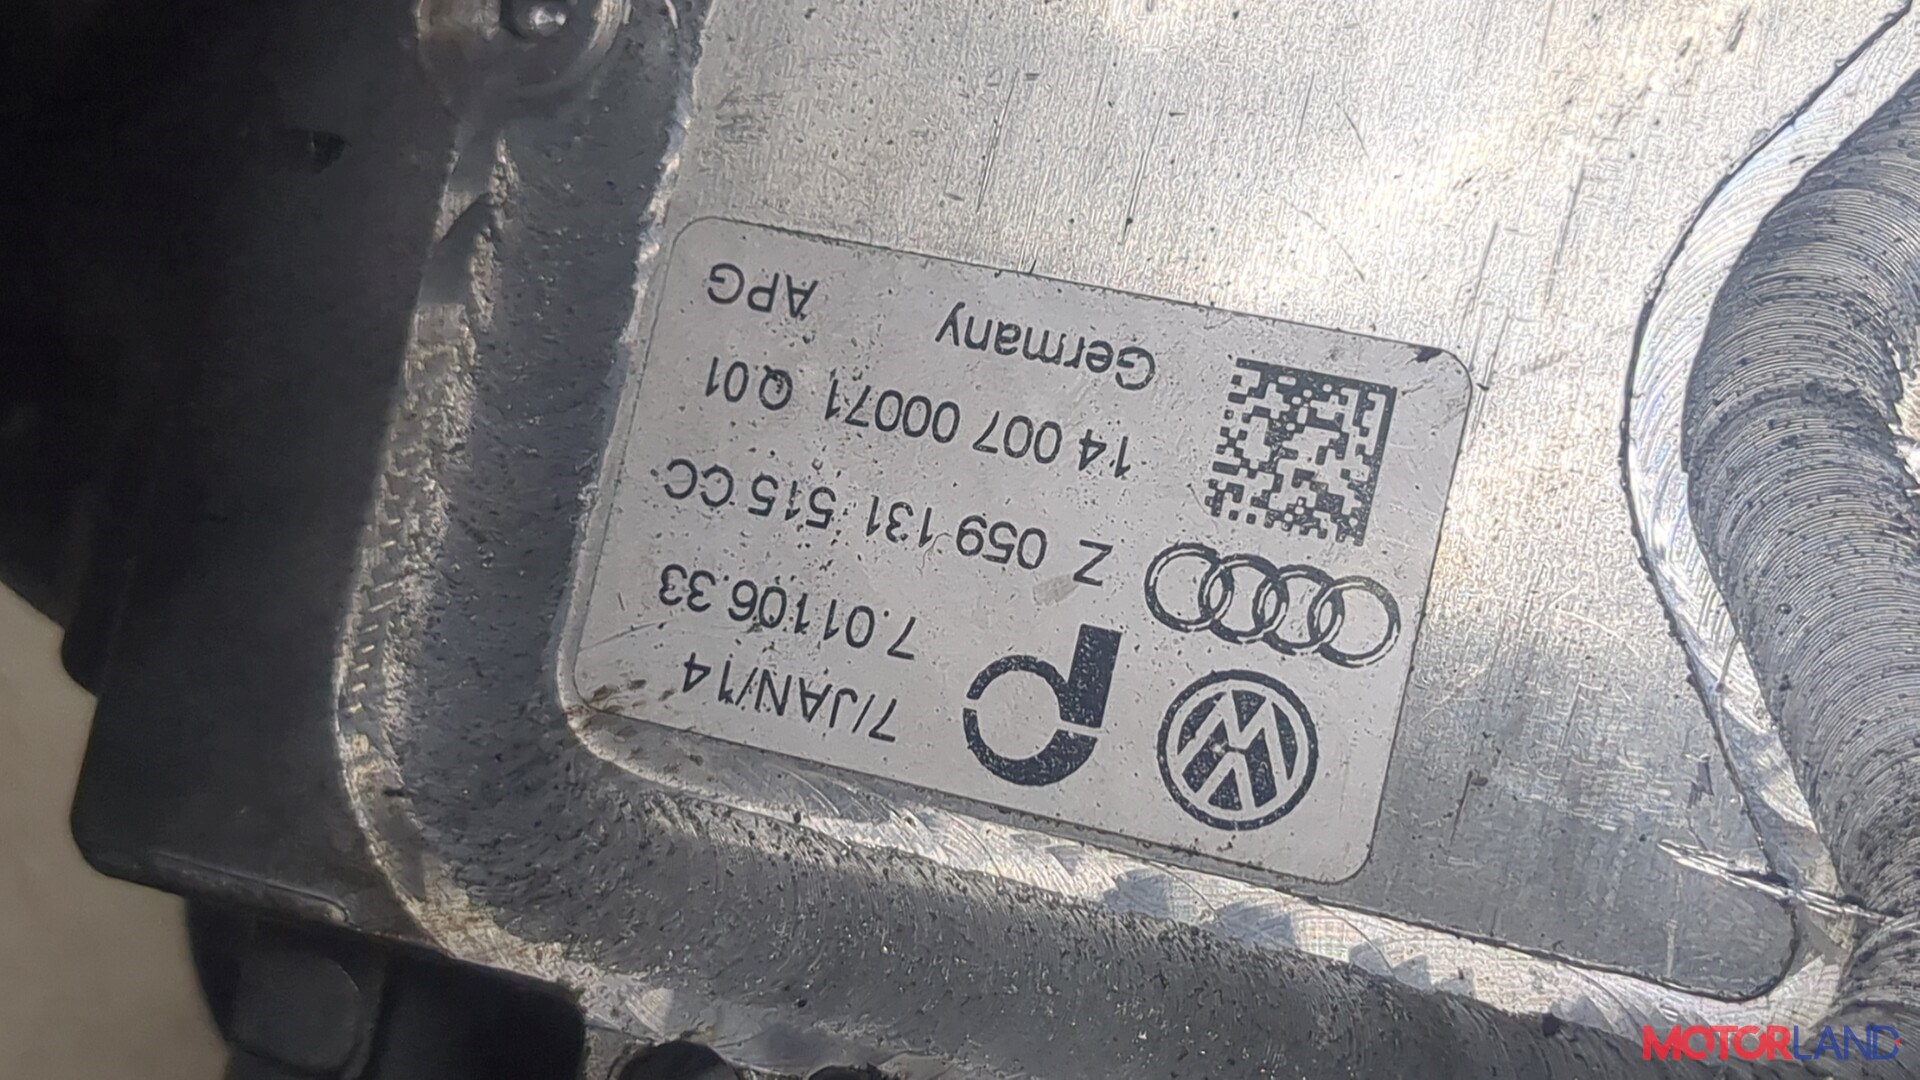 7/JAN/14
7.01106.33
Z 059 131 515 CC
14 007 00071 Q.01
Germany APG
MOTORLAND